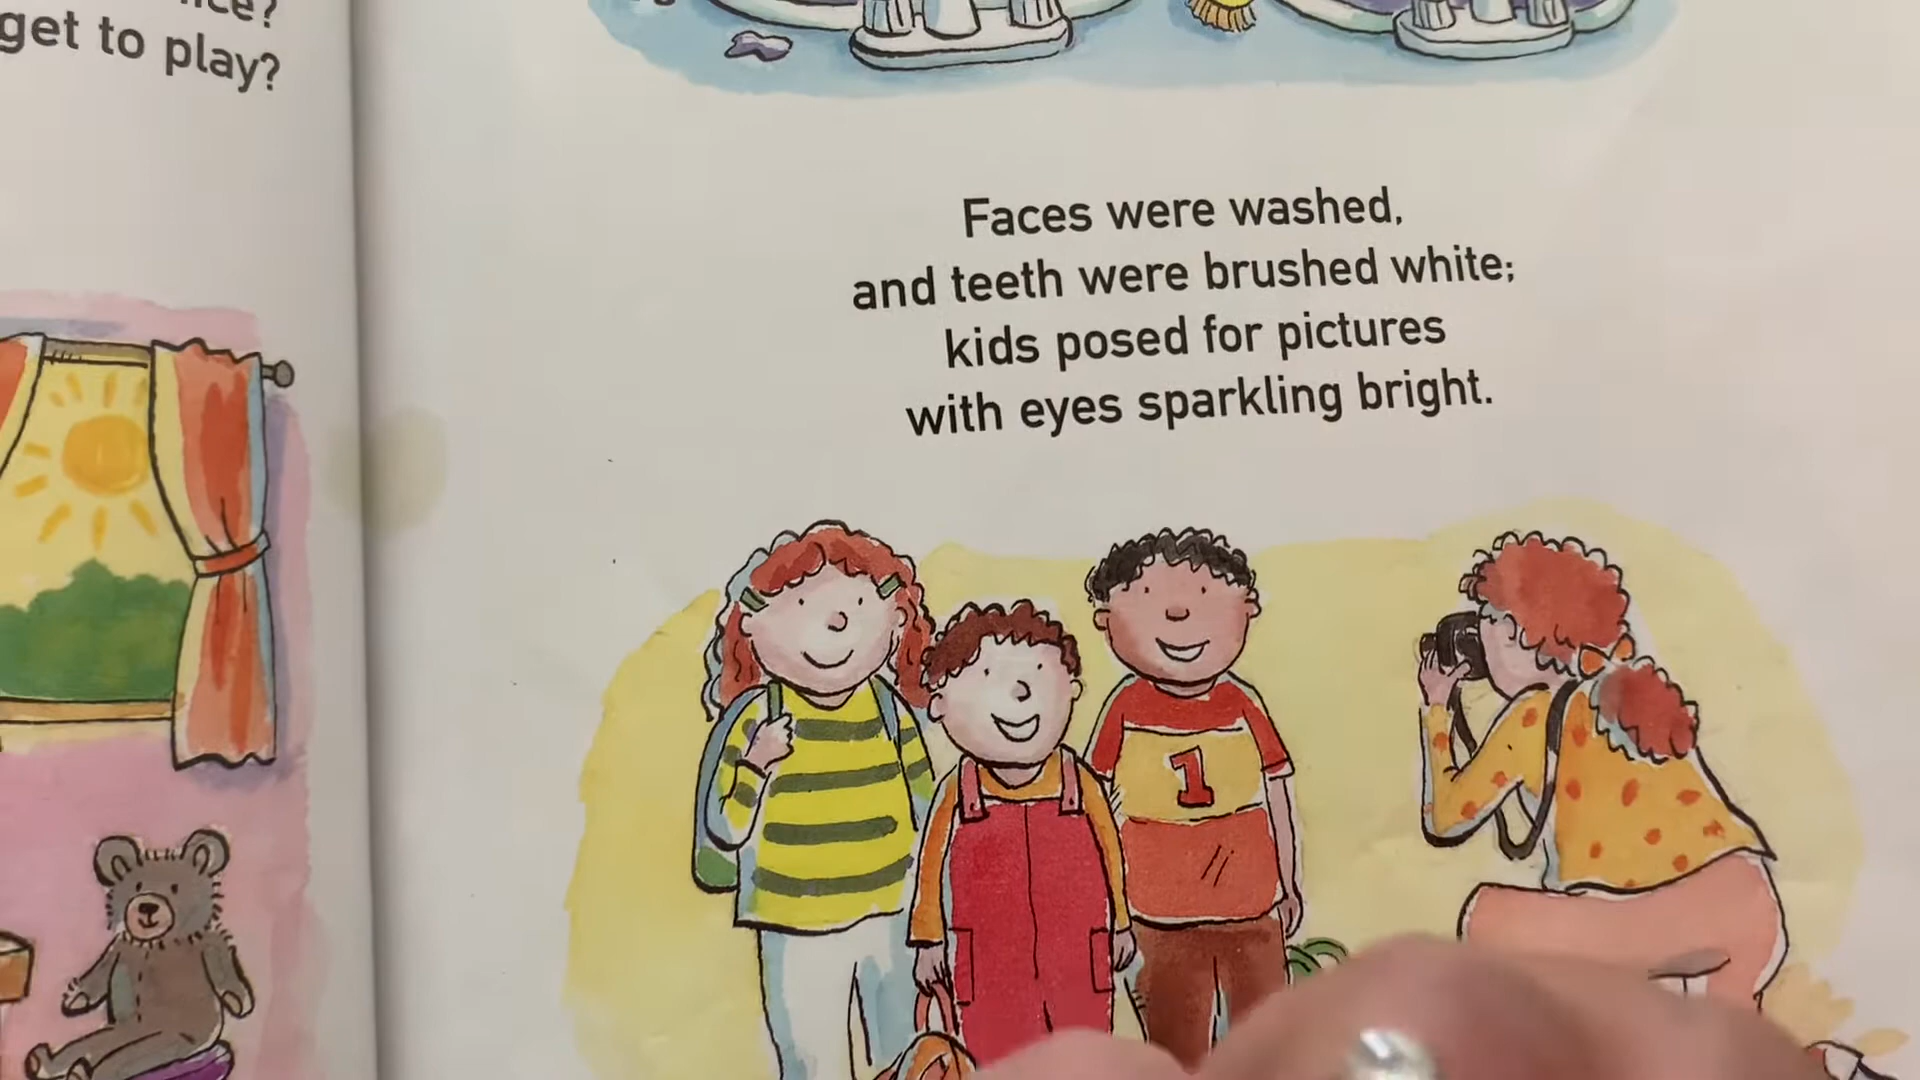 get to play?
Faces were washed,
and teeth were brushed white;
kids posed for pictures
with eyes sparkling bright.
1